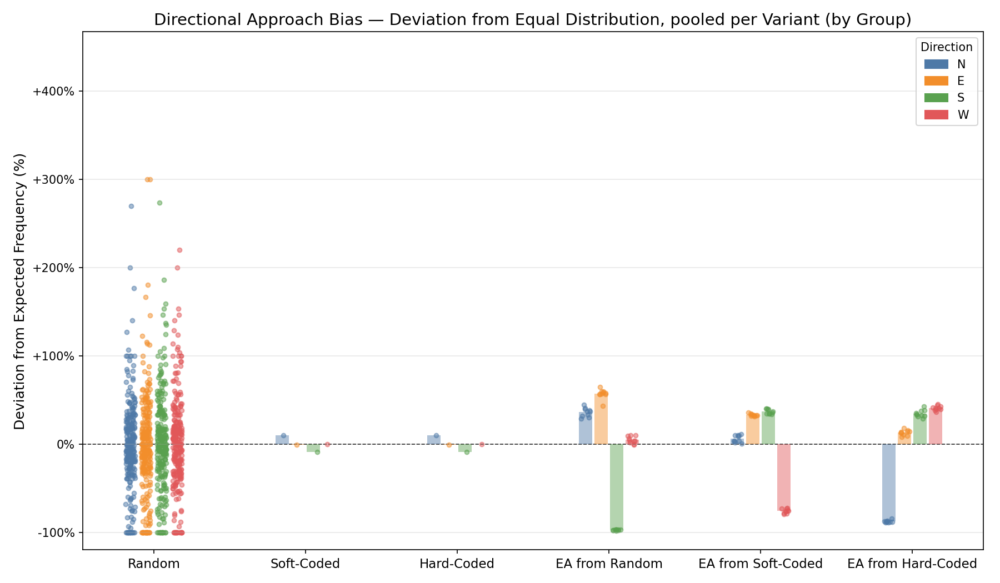 Directional Approach Bias — Deviation from Equal Distribution, pooled per Variant (by Group)
Direction
N
E
S
W
Deviation from Expected Frequency (%)
+400%
+300%
+200%
+100%
0%
-100%
Random
Soft-Coded
Hard-Coded
EA from Random
EA from Soft-Coded
EA from Hard-Coded